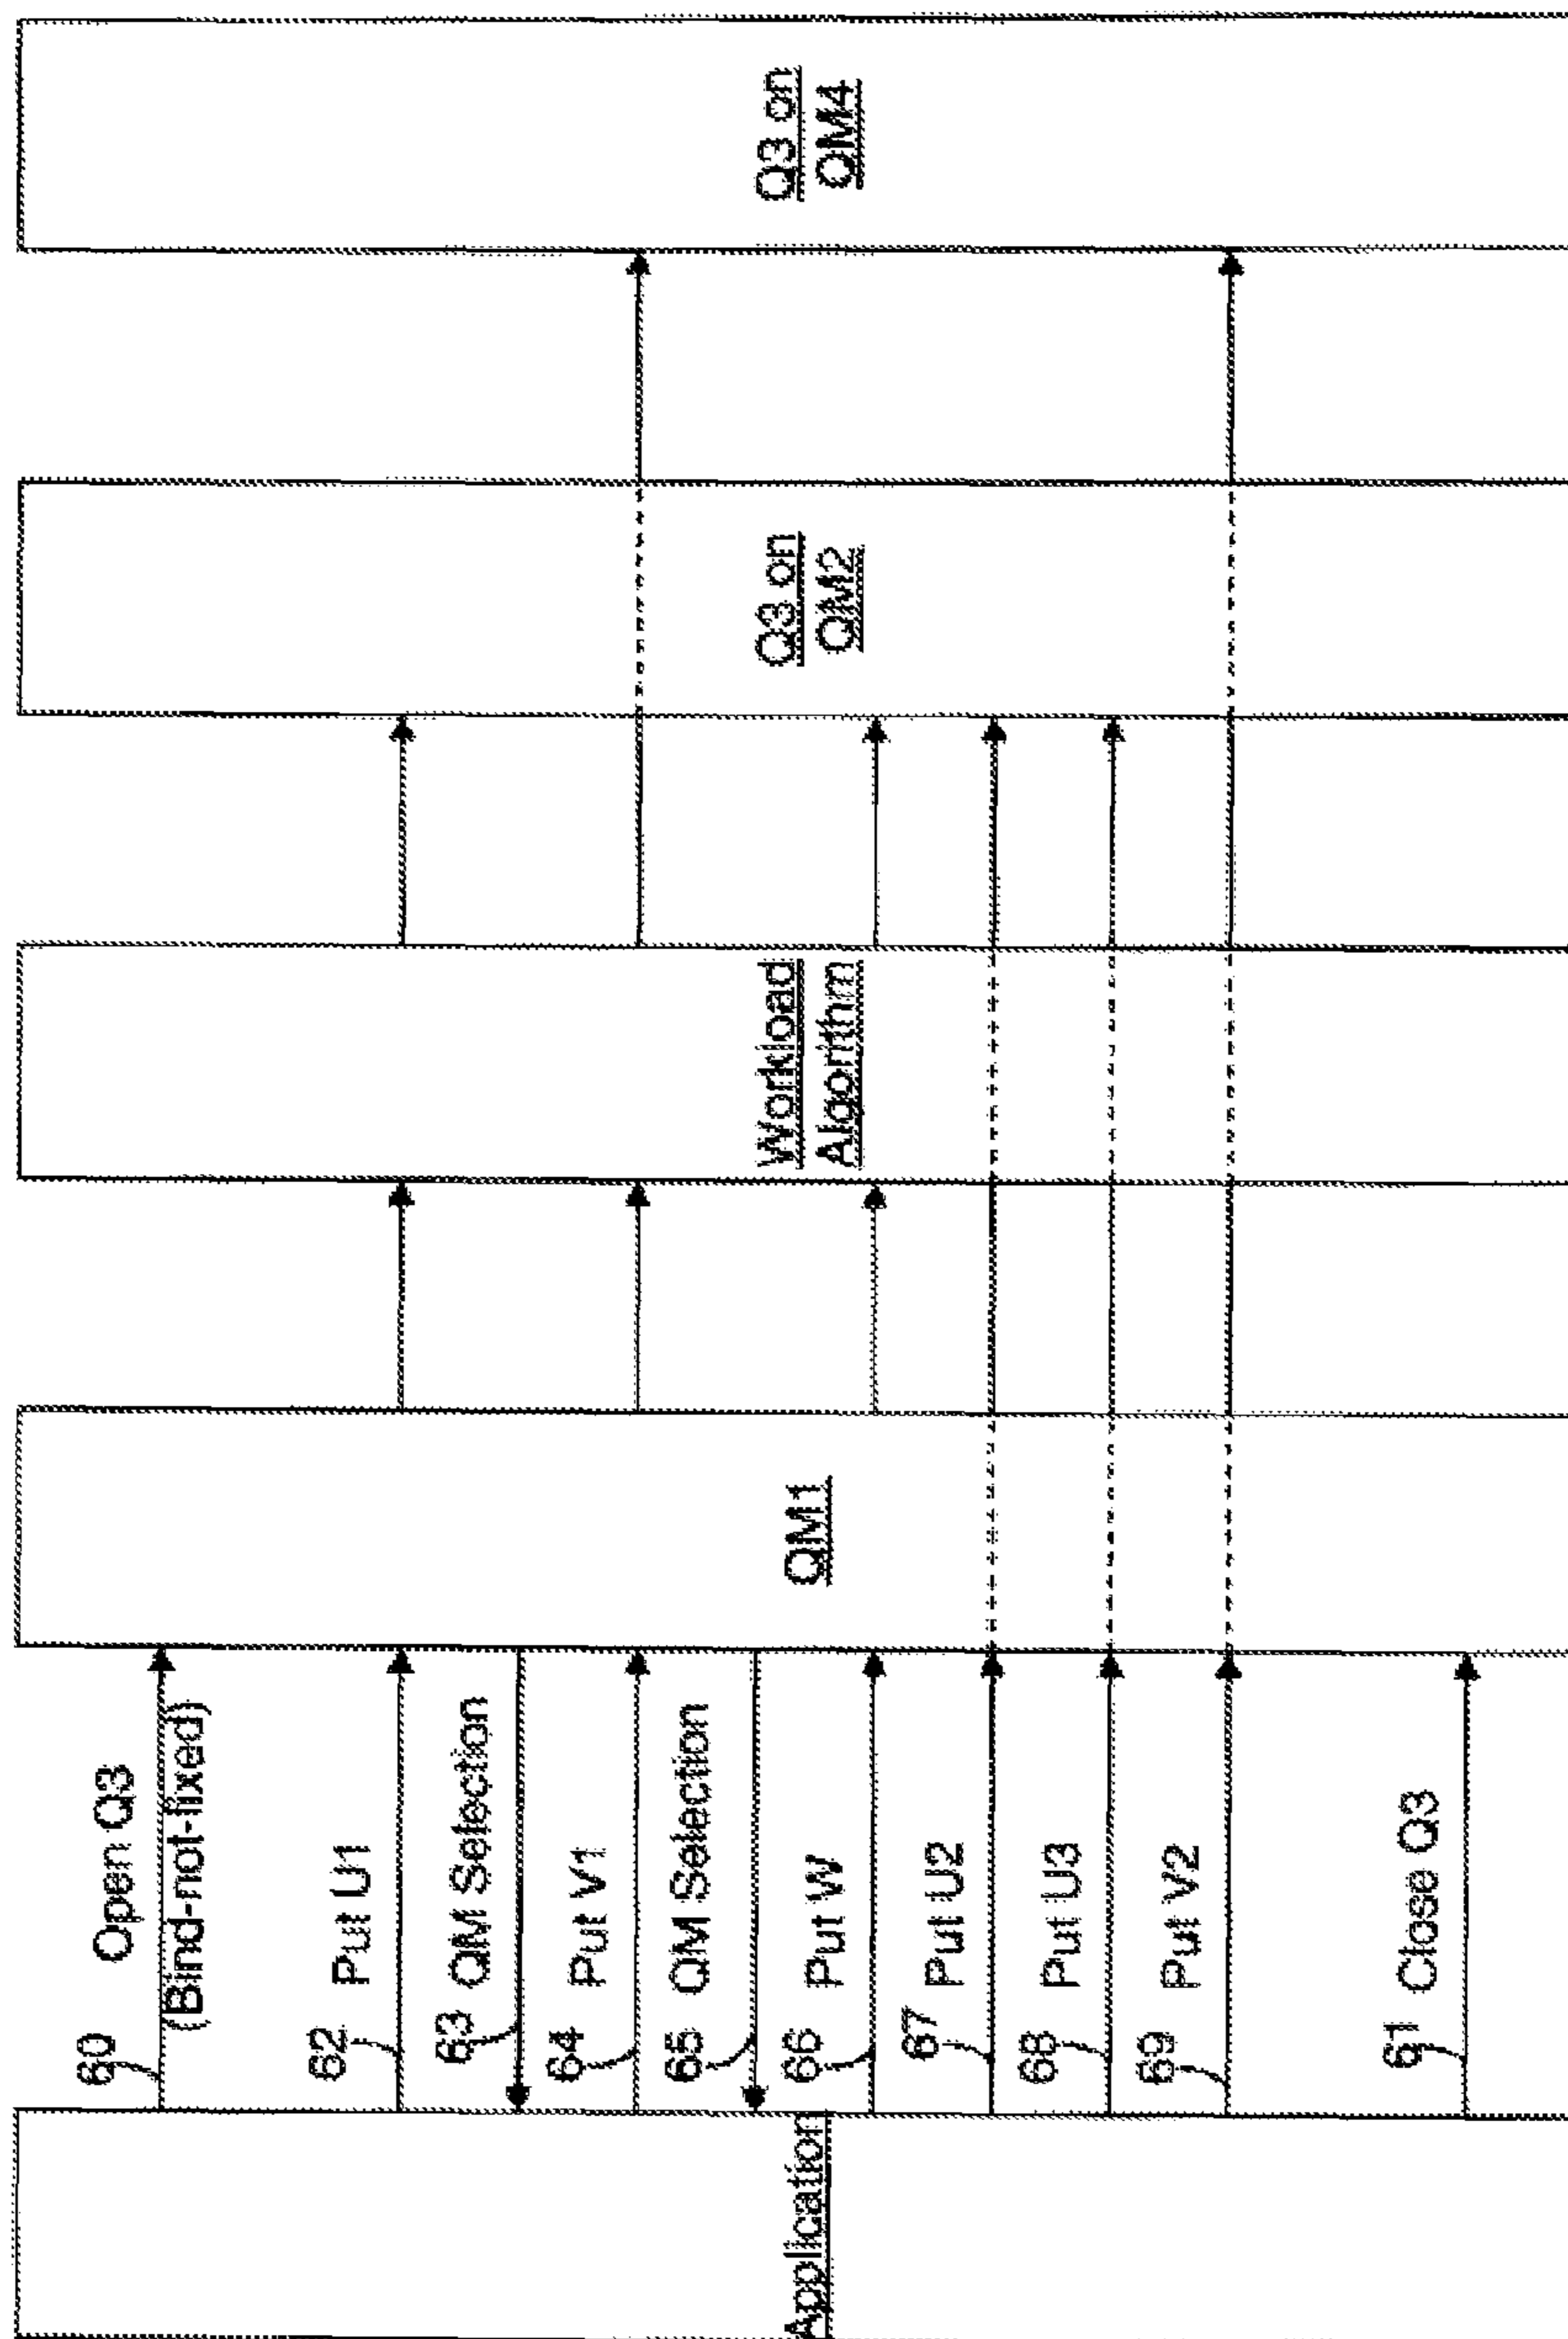 Application
QM1
Workload
Algorithm
Q3 on
QM2
Q3 on
QM4
60
Open Q3
(Bind-not-fixed)
62
Put U1
63
QM Selection
64
Put V1
65
QM Selection
66
Put W
67
Put U2
68
Put U3
69
Put V2
61
Close Q3